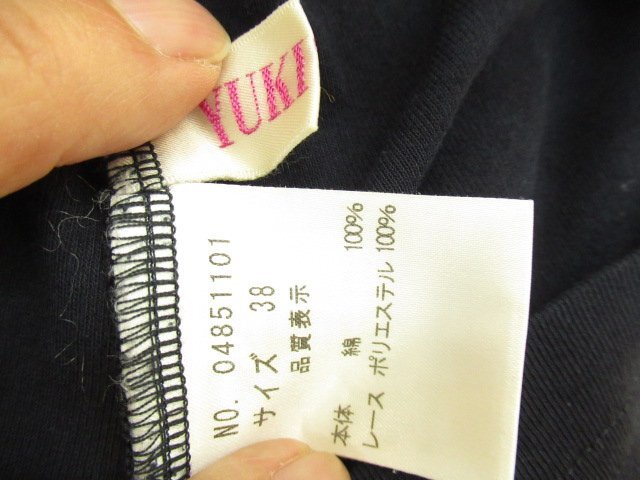 YUKI
NO. 04851101
サイズ 38
品質表示
本体 綿 100%
レース ポリエステル 100%